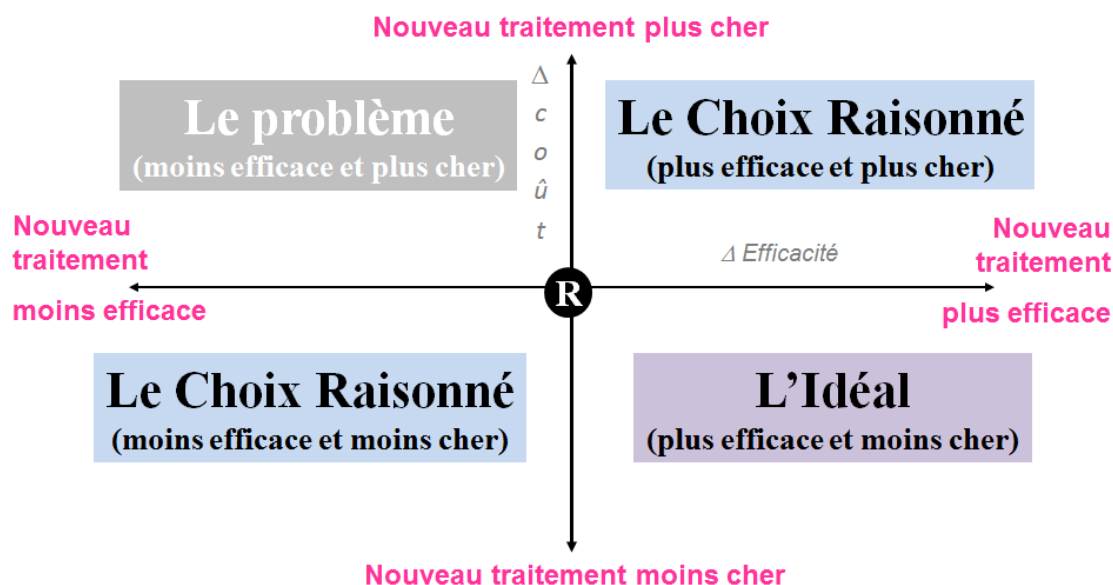 Nouveau traitement plus cher
Δ
c
o
û
t
Le problème
(moins efficace et plus cher)
Le Choix Raisonné
(plus efficace et plus cher)
Nouveau
traitement
moins efficace
Δ Efficacité
Nouveau
traitement
plus efficace
R
Le Choix Raisonné
(moins efficace et moins cher)
L’Idéal
(plus efficace et moins cher)
Nouveau traitement moins cher